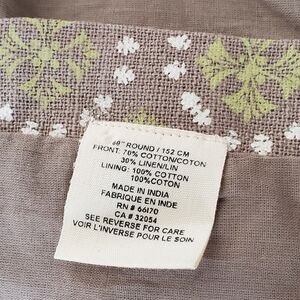 60" ROUND / 152 CM
FRONT: 70% COTTON/COTON
30% LINEN/LIN
LINING: 100% COTTON
100%COTON
MADE IN INDIA
FABRIQUE EN INDE
RN # 66170
CA # 32054
SEE REVERSE FOR CARE
VOIR L'INVERSE POUR LE SOIN